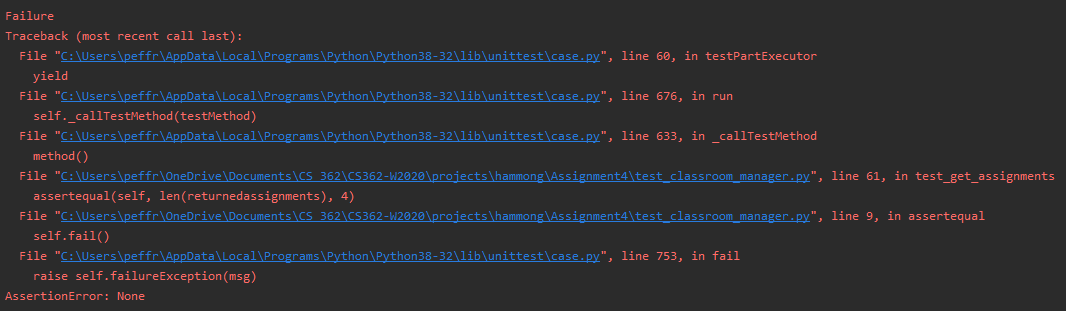 Failure
Traceback (most recent call last):
  File "C:\Users\peffr\AppData\Local\Programs\Python\Python38-32\lib\unittest\case.py", line 60, in testPartExecutor
    yield
  File "C:\Users\peffr\AppData\Local\Programs\Python\Python38-32\lib\unittest\case.py", line 676, in run
    self._callTestMethod(testMethod)
  File "C:\Users\peffr\AppData\Local\Programs\Python\Python38-32\lib\unittest\case.py", line 633, in _callTestMethod
    method()
  File "C:\Users\peffr\OneDrive\Documents\CS 362\CS362-W2020\projects\hammong\Assignment4\test_classroom_manager.py", line 61, in test_get_assignments
    assertequal(self, len(returnedassignments), 4)
  File "C:\Users\peffr\OneDrive\Documents\CS 362\CS362-W2020\projects\hammong\Assignment4\test_classroom_manager.py", line 9, in assertequal
    self.fail()
  File "C:\Users\peffr\AppData\Local\Programs\Python\Python38-32\lib\unittest\case.py", line 753, in fail
    raise self.failureException(msg)
AssertionError: None